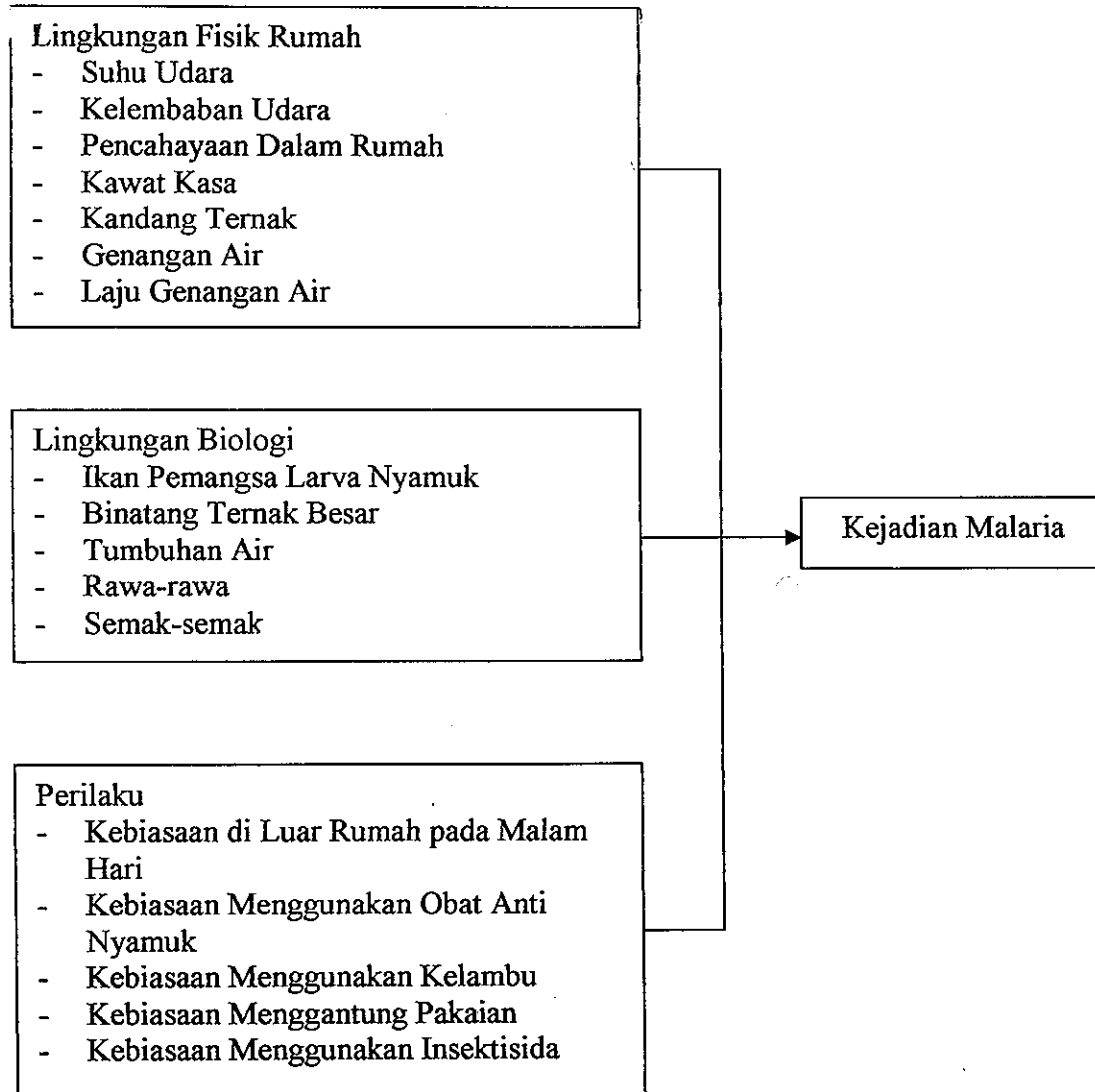 Lingkungan Fisik Rumah
- Suhu Udara
- Kelembaban Udara
- Pencahayaan Dalam Rumah
- Kawat Kasa
- Kandang Ternak
- Genangan Air
- Laju Genangan Air
Lingkungan Biologi
- Ikan Pemangsa Larva Nyamuk
- Binatang Ternak Besar
- Tumbuhan Air
- Rawa-rawa
- Semak-semak
Kejadian Malaria
Perilaku
- Kebiasaan di Luar Rumah pada Malam
Hari
- Kebiasaan Menggunakan Obat Anti
Nyamuk
- Kebiasaan Menggunakan Kelambu
- Kebiasaan Menggantung Pakaian
- Kebiasaan Menggunakan Insektisida